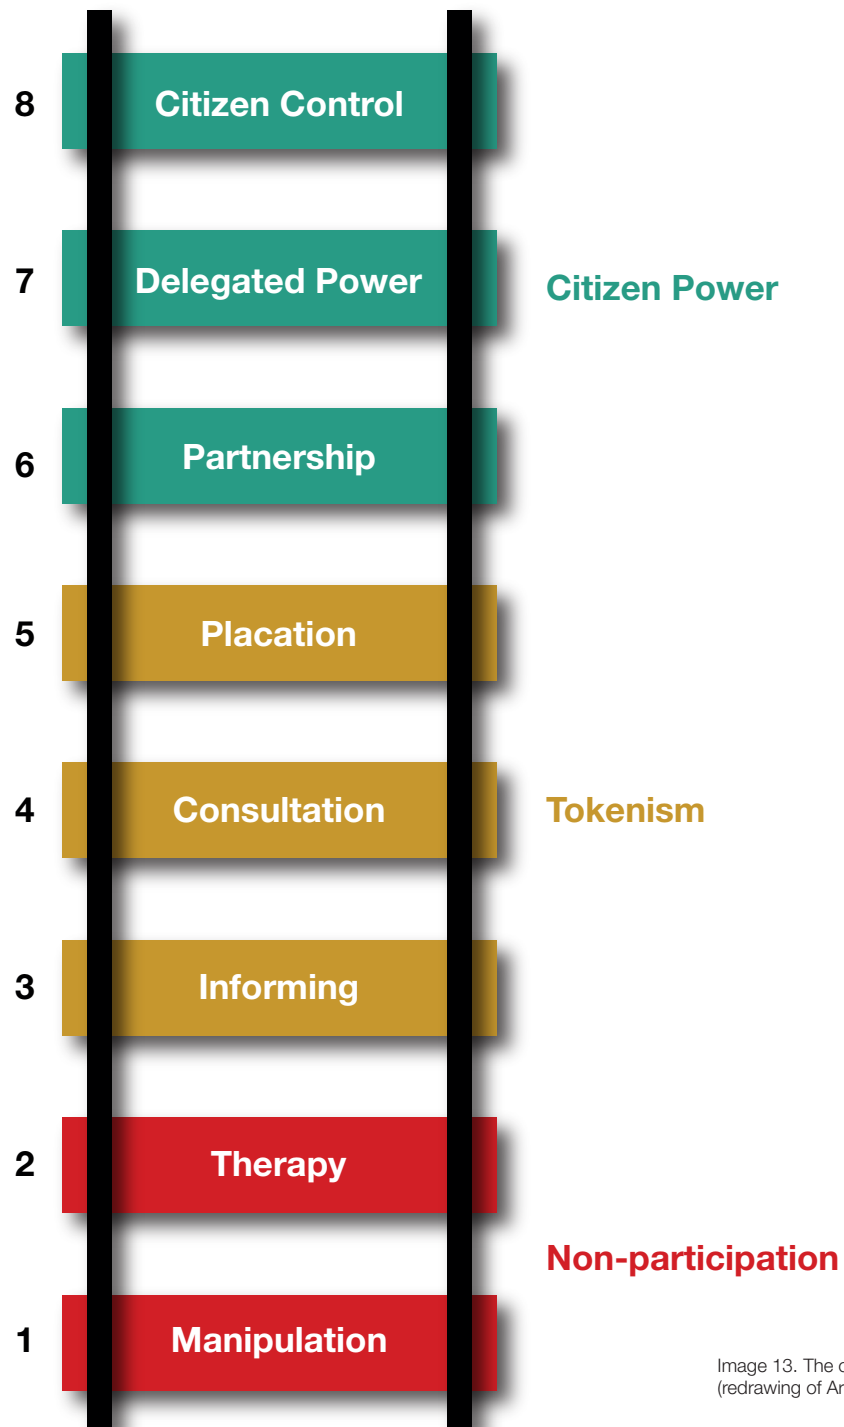 8 Citizen Control
7 Delegated Power
Citizen Power
6 Partnership
5 Placation
4 Consultation
Tokenism
3 Informing
2 Therapy
Non-participation
1 Manipulation
Image 13. The
(redrawing of